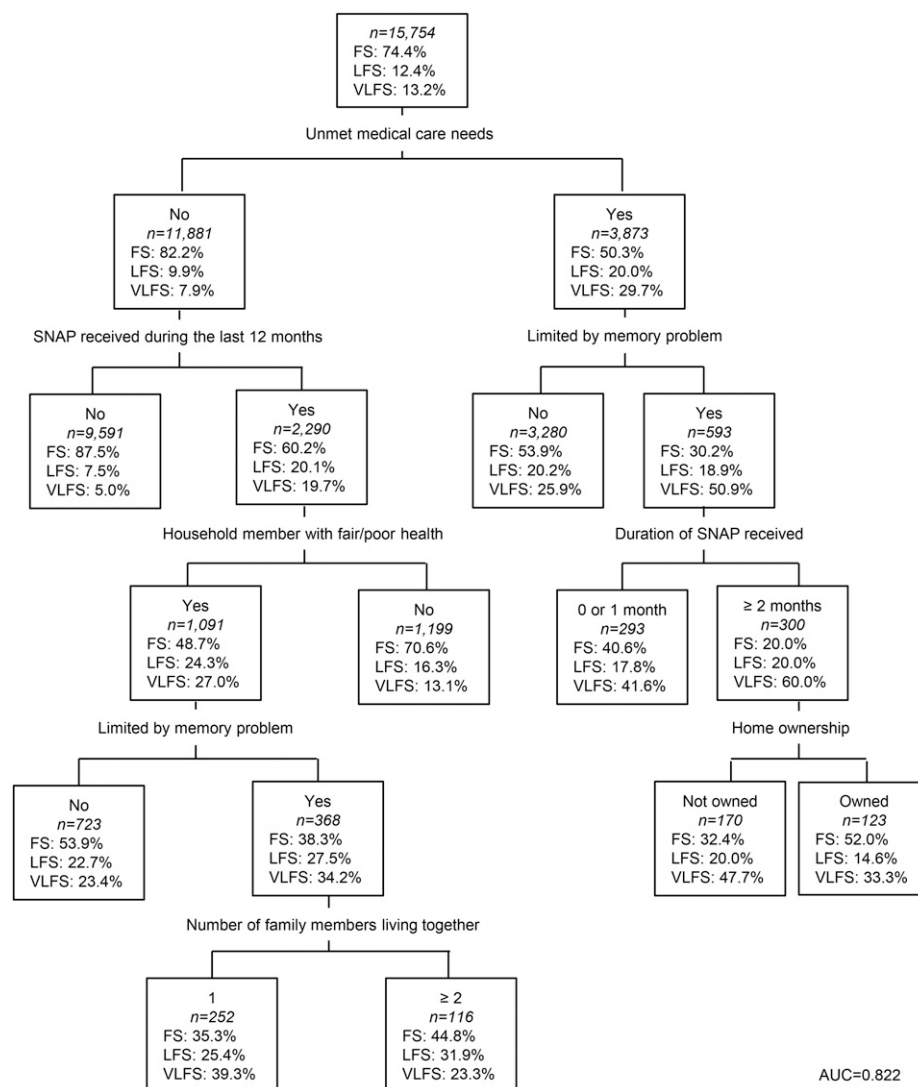 n=15,754
FS: 74.4%
LFS: 12.4%
VLFS: 13.2%
Unmet medical care needs
No
n=11,881
FS: 82.2%
LFS: 9.9%
VLFS: 7.9%
Yes
n=3,873
FS: 50.3%
LFS: 20.0%
VLFS: 29.7%
SNAP received during the last 12 months
Limited by memory problem
No
n=9,591
FS: 87.5%
LFS: 7.5%
VLFS: 5.0%
Yes
n=2,290
FS: 60.2%
LFS: 20.1%
VLFS: 19.7%
No
n=3,280
FS: 53.9%
LFS: 20.2%
VLFS: 25.9%
Yes
n=593
FS: 30.2%
LFS: 18.9%
VLFS: 50.9%
Household member with fair/poor health
Duration of SNAP received
Yes
n=1,091
FS: 48.7%
LFS: 24.3%
VLFS: 27.0%
No
n=1,199
FS: 70.6%
LFS: 16.3%
VLFS: 13.1%
0 or 1 month
n=293
FS: 40.6%
LFS: 17.8%
VLFS: 41.6%
≥ 2 months
n=300
FS: 20.0%
LFS: 20.0%
VLFS: 60.0%
Limited by memory problem
Home ownership
No
n=723
FS: 53.9%
LFS: 22.7%
VLFS: 23.4%
Yes
n=368
FS: 38.3%
LFS: 27.5%
VLFS: 34.2%
Not owned
n=170
FS: 32.4%
LFS: 20.0%
VLFS: 47.7%
Owned
n=123
FS: 52.0%
LFS: 14.6%
VLFS: 33.3%
Number of family members living together
1
n=252
FS: 35.3%
LFS: 25.4%
VLFS: 39.3%
≥ 2
n=116
FS: 44.8%
LFS: 31.9%
VLFS: 23.3%
AUC=0.822